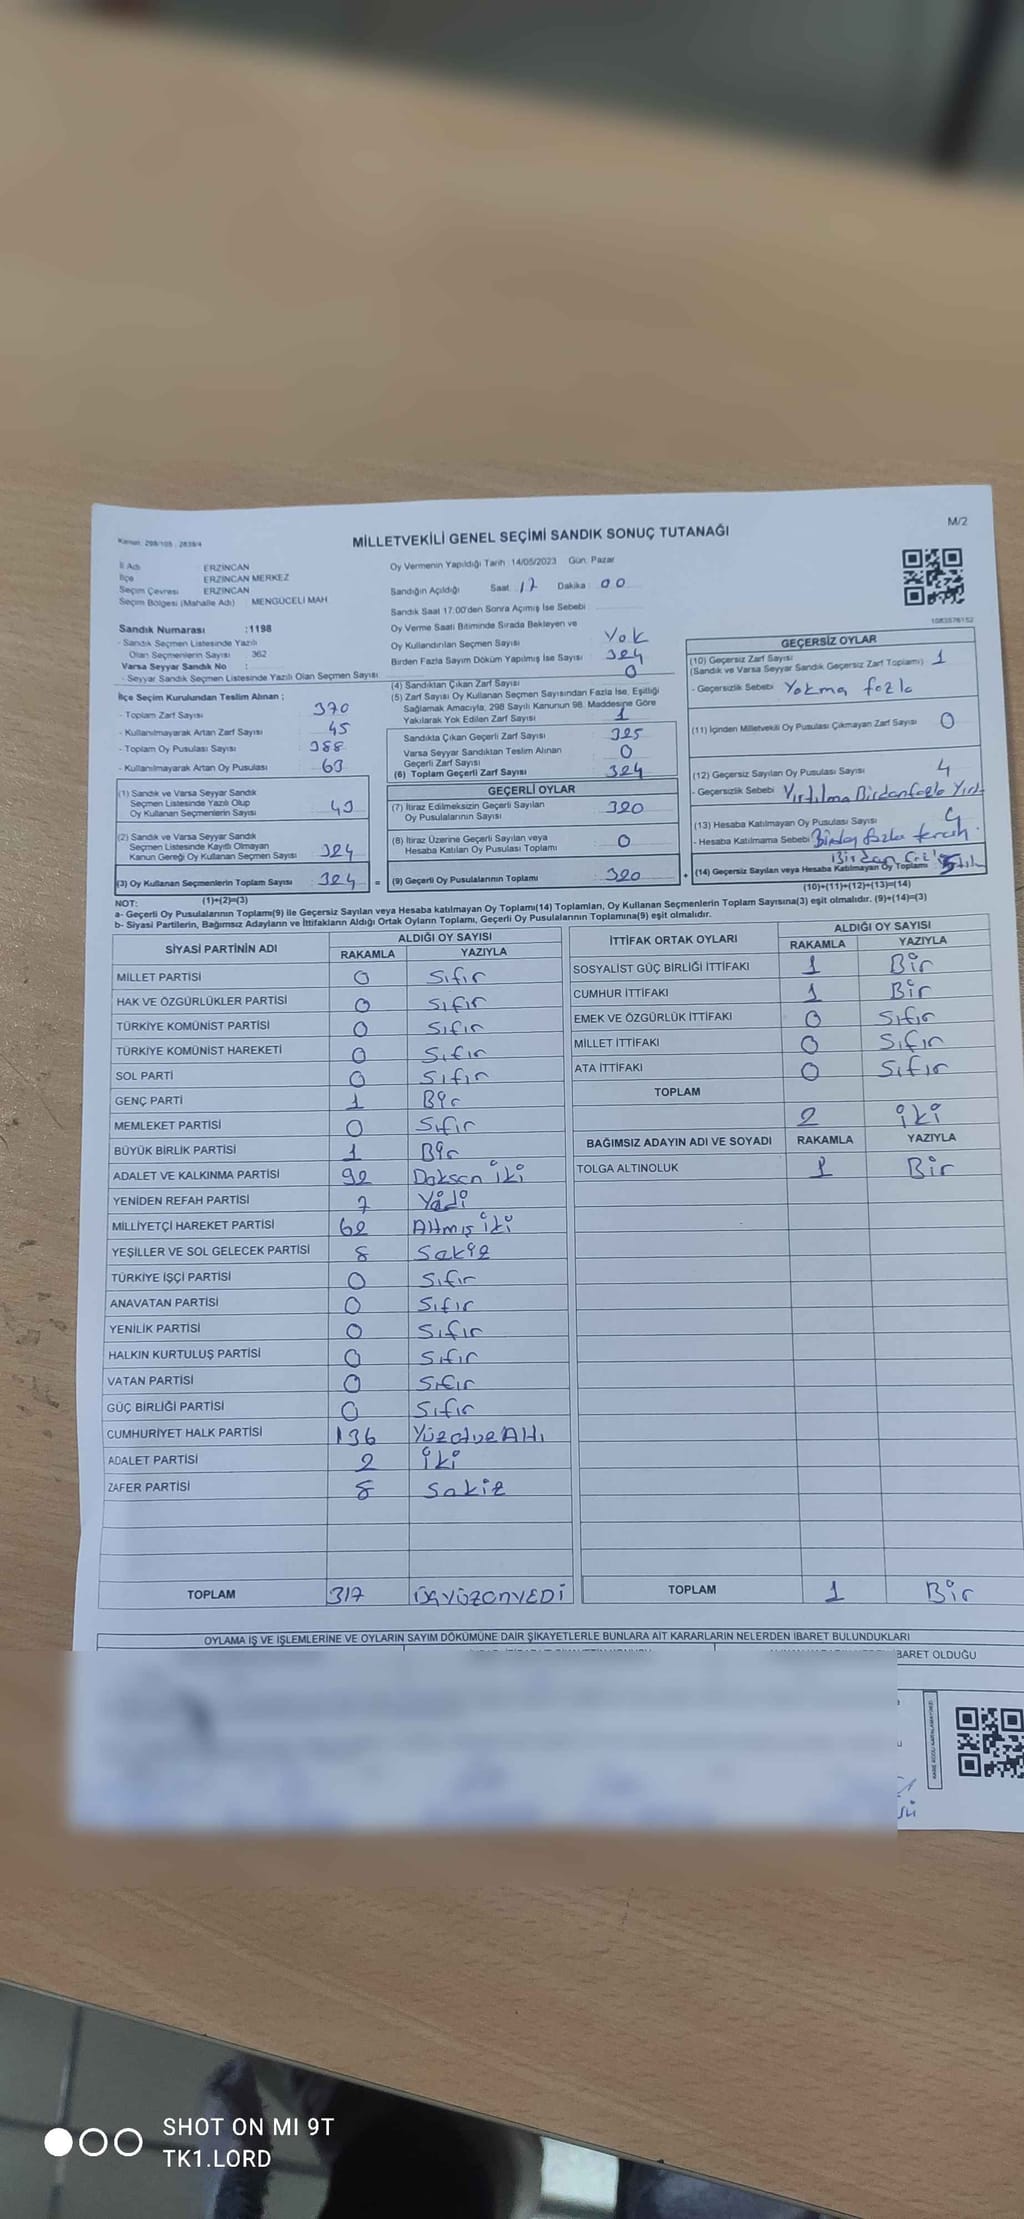 Kanun: 298/105 , 2839/4
MİLLETVEKİLİ GENEL SEÇİMİ SANDIK SONUÇ TUTANAĞI
M/2
İl Adı : ERZİNCAN
İlçe : ERZİNCAN MERKEZ
Seçim Çevresi : ERZİNCAN
Seçim Bölgesi (Mahalle Adı) : MENGÜCELİ MAH
Oy Vermenin Yapıldığı Tarih :14/05/2023 Gün: Pazar
Sandığın Açıldığı Saat: 17 Dakika: 00
Sandık Saat 17.00'den Sonra Açımış İse Sebebi
1083576152
Sandık Numarası :1198
- Sandık Seçmen Listesinde Yazılı
Olan Seçmenlerin Sayısı 362
Varsa Seyyar Sandık No :
- Seyyar Sandık Seçmen Listesinde Yazılı Olan Seçmen Sayısı
Oy Verme Saati Bitiminde Sırada Bekleyen ve
Oy Kullandırılan Seçmen Sayısı Yok
Birden Fazla Sayım Döküm Yapılmış İse Sayısı 324
İlçe Seçim Kurulundan Teslim Alınan ;
- Toplam Zarf Sayısı 370
- Kullanılmayarak Artan Zarf Sayısı 45
- Toplam Oy Pusulası Sayısı 388
- Kullanılmayarak Artan Oy Pusulası 63
(4) Sandıktan Çıkan Zarf Sayısı 0
(5) Zarf Sayısı Oy Kullanan Seçmen Sayısından Fazla İse, Eşitliği
Sağlamak Amacıyla, 298 Sayılı Kanunun 98. Maddesine Göre
Yakılarak Yok Edilen Zarf Sayısı 1
Sandıkta Çıkan Geçerli Zarf Sayısı 325
Varsa Seyyar Sandıktan Teslim Alınan
Geçerli Zarf Sayısı 0
(6) Toplam Geçerli Zarf Sayısı 324
GEÇERSİZ OYLAR
(10) Geçersiz Zarf Sayısı
(Sandık ve Varsa Seyyar Sandık Geçersiz Zarf Toplamı) 1
- Geçersizlik Sebebi Yakma fazla
(11) İçinden Milletvekili Oy Pusulası Çıkmayan Zarf Sayısı 0
(12) Geçersiz Sayılan Oy Pusulası Sayısı 4
- Geçersizlik Sebebi Yırtılma Birdenfazla
(13) Hesaba Katılmayan Oy Pusulası Sayısı
- Hesaba Katılmama Sebebi Birden fazla tercih
(14) Geçersiz Sayılan veya Hesaba Katılmayan Oy Toplamı
(10)+(11)+(12)+(13)=(14)
(1) Sandık ve Varsa Seyyar Sandık
Seçmen Listesinde Yazılı Olup
Oy Kullanan Seçmenlerin Sayısı 49
(2) Sandık ve Varsa Seyyar Sandık
Seçmen Listesinde Kayıtlı Olmayan
Kanun Gereği Oy Kullanan Seçmen Sayısı 324
(3) Oy Kullanan Seçmenlerin Toplam Sayısı 324 =
(1)+(2)=(3)
GEÇERLİ OYLAR
(7) İtiraz Edilmeksizin Geçerli Sayılan
Oy Pusulalarının Sayısı 320
(8) İtiraz Üzerine Geçerli Sayılan veya
Hesaba Katılan Oy Pusulası Toplamı 0
(9) Geçerli Oy Pusulalarının Toplamı 320 +
NOT:
a- Geçerli Oy Pusulaları Toplamı(9) ile Geçersiz Sayılan veya Hesaba katılmayan Oy Toplamı(14) Toplamları, Oy Kullanan Seçmenlerin Toplam Sayısına(3) eşit olmalıdır. (9)+(14)=(3)
b- Siyasi Partilerin, Bağımsız Adayların ve İttifakların Aldığı Ortak Oyların Toplamı, Geçerli Oy Pusulalarının Toplamına(9) eşit olmalıdır.
SİYASİ PARTİNİN ADI ALDIĞI OY SAYISI
RAKAMLA YAZIYLA
MİLLET PARTİSİ 0 Sıfır
HAK VE ÖZGÜRLÜKLER PARTİSİ 0 Sıfır
TÜRKİYE KOMÜNİST PARTİSİ 0 Sıfır
TÜRKİYE KOMÜNİST HAREKETİ 0 Sıfır
SOL PARTİ 0 Sıfır
GENÇ PARTİ 1 Bir
MEMLEKET PARTİSİ 0 Sıfır
BÜYÜK BİRLİK PARTİSİ 1 Bir
ADALET VE KALKINMA PARTİSİ 92 Doksan iki
YENİDEN REFAH PARTİSİ 7 Yedi
MİLLİYETÇİ HAREKET PARTİSİ 62 Altmış iki
YEŞİLLER VE SOL GELECEK PARTİSİ 8 Sekiz
TÜRKİYE İŞÇİ PARTİSİ 0 Sıfır
ANAVATAN PARTİSİ 0 Sıfır
YENİLİK PARTİSİ 0 Sıfır
HALKIN KURTULUŞ PARTİSİ 0 Sıfır
VATAN PARTİSİ 0 Sıfır
GÜÇ BİRLİĞİ PARTİSİ 0 Sıfır
CUMHURİYET HALK PARTİSİ 136 YüzotuzAltı
ADALET PARTİSİ 2 iki
ZAFER PARTİSİ 8 Sekiz
TOPLAM 317 ÜÇYÜZONYEDİ
İTTİFAK ORTAK OYLARI ALDIĞI OY SAYISI
RAKAMLA YAZIYLA
SOSYALİST GÜÇ BİRLİĞİ İTTİFAKI 1 Bir
CUMHUR İTTİFAKI 1 Bir
EMEK VE ÖZGÜRLÜK İTTİFAKI 0 Sıfır
MİLLET İTTİFAKI 0 Sıfır
ATA İTTİFAKI 0 Sıfır
TOPLAM
2 iki
BAĞIMSIZ ADAYIN ADI VE SOYADI RAKAMLA YAZIYLA
TOLGA ALTINOLUK 1 Bir
TOPLAM 1 Bir
OYLAMA İŞ VE İŞLEMLERİNE VE OYLARIN SAYIM DÖKÜMÜNE DAİR ŞİKAYETLERLE BUNLARA AİT KARARLARIN NELERDEN İBARET BULUNDUKLARI
İBARET OLDUĞU
SHOT ON MI 9T
TK1.LORD